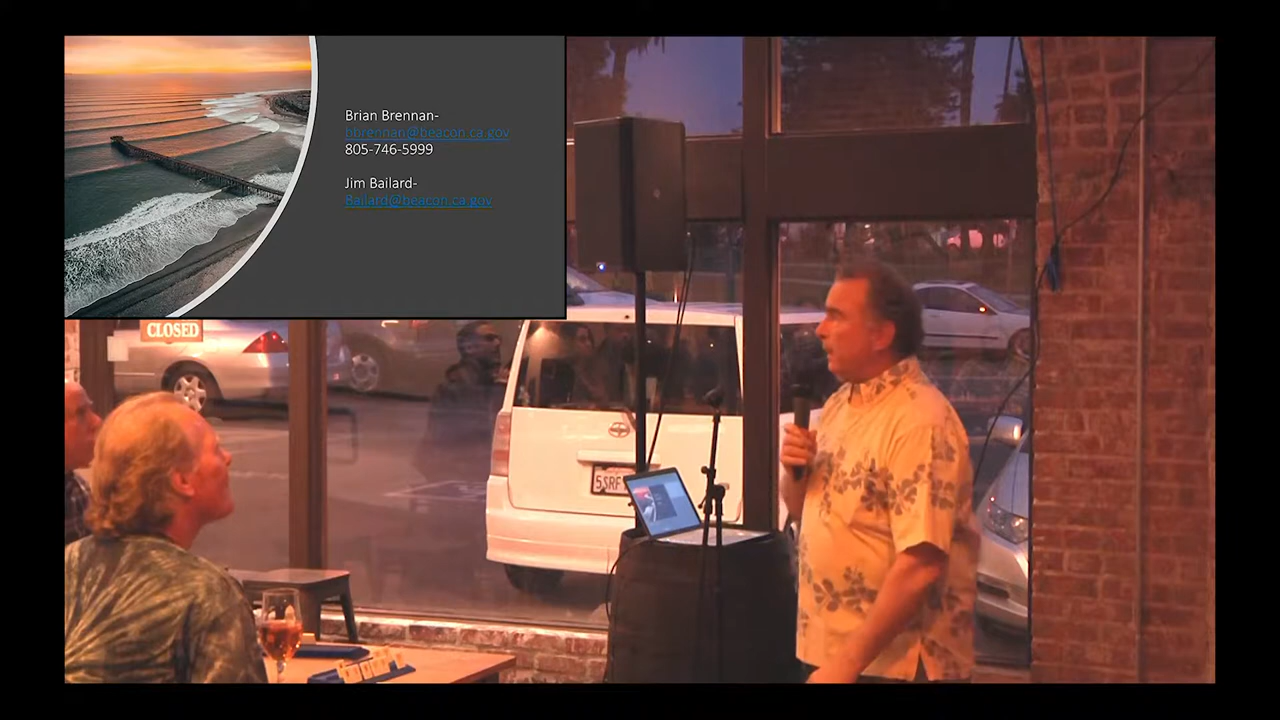 Brian Brennan-
bbrennan@beacon.ca.gov
805-746-5999
Jim Bailard-
Bailard@beacon.ca.gov
CLOSED
5SRF